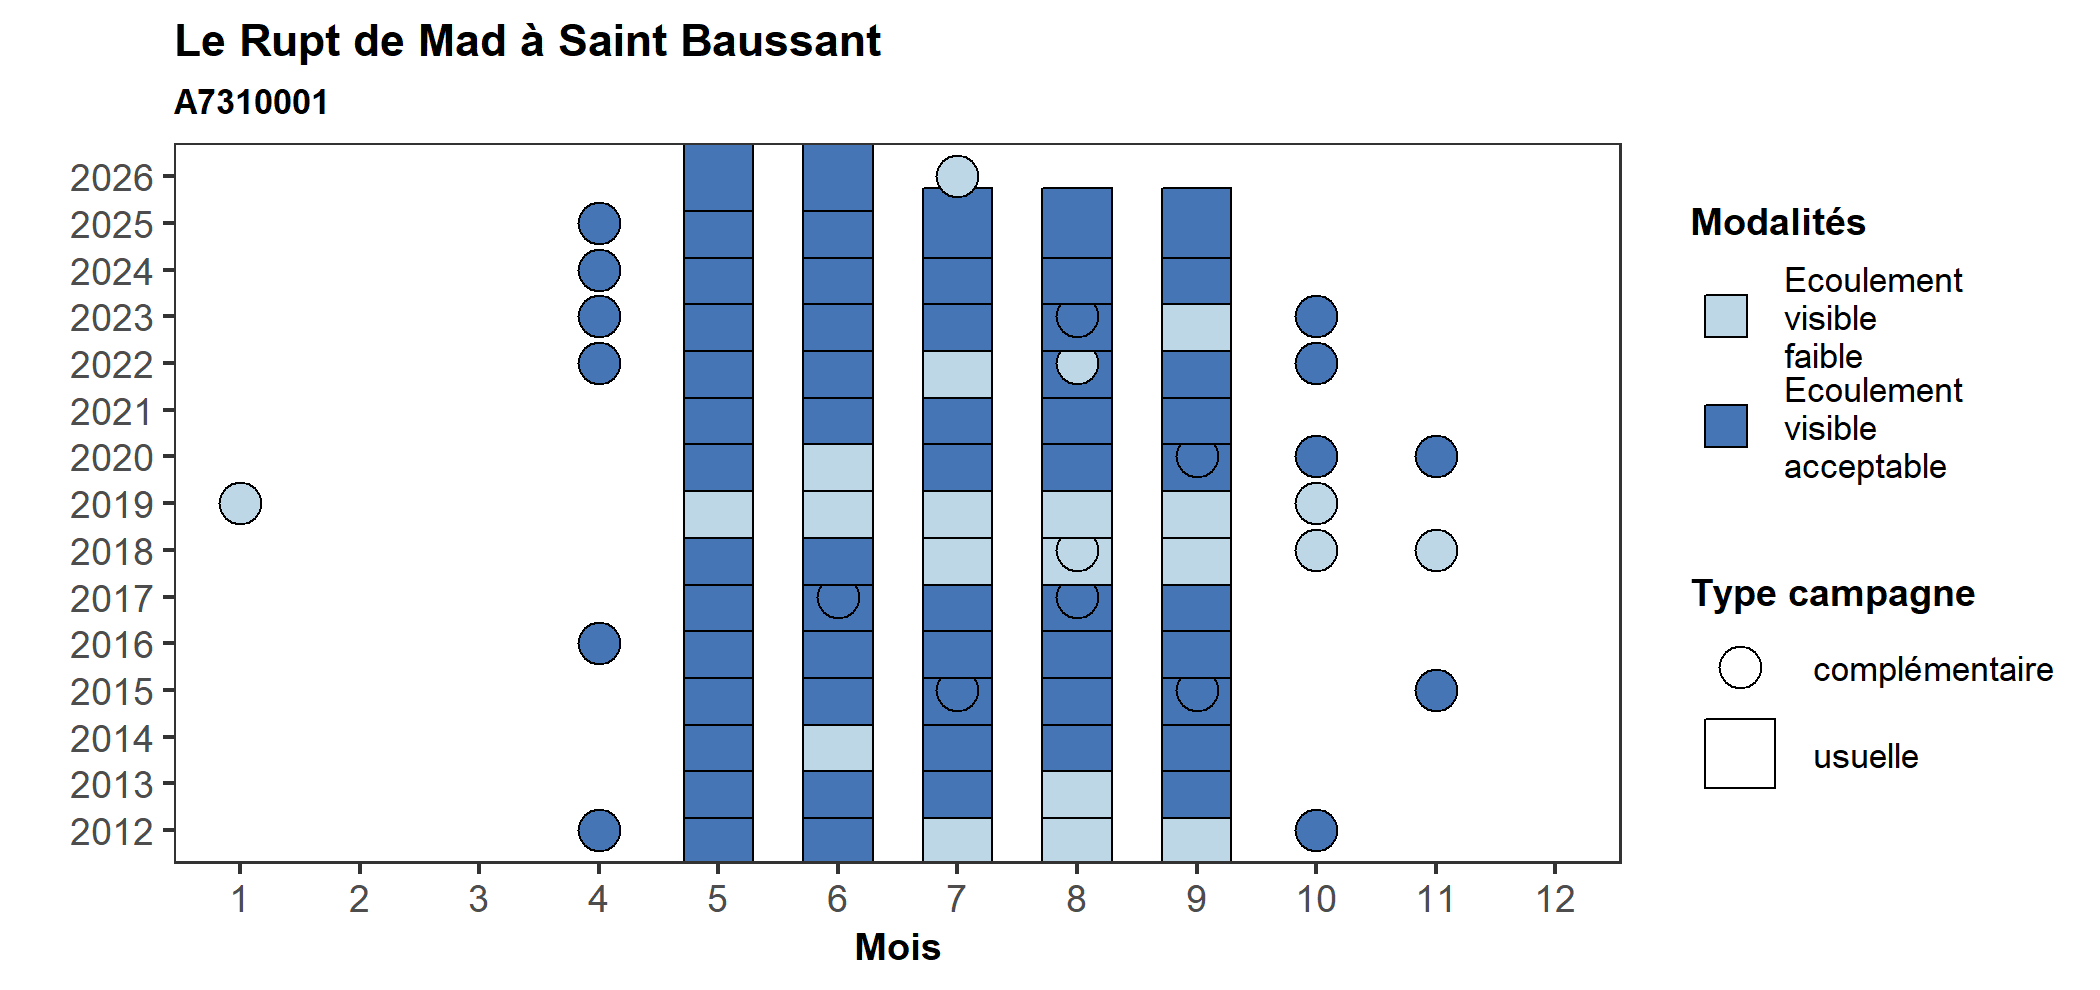 Le Rupt de Mad à Saint Baussant
A7310001
2026
2025
2024
2023
2022
2021
2020
2019
2018
2017
2016
2015
2014
2013
2012
1 2 3 4 5 6 7 8 9 10 11 12
Mois
Modalités
Ecoulement
visible
faible
Ecoulement
visible
acceptable
Type campagne
complémentaire
usuelle